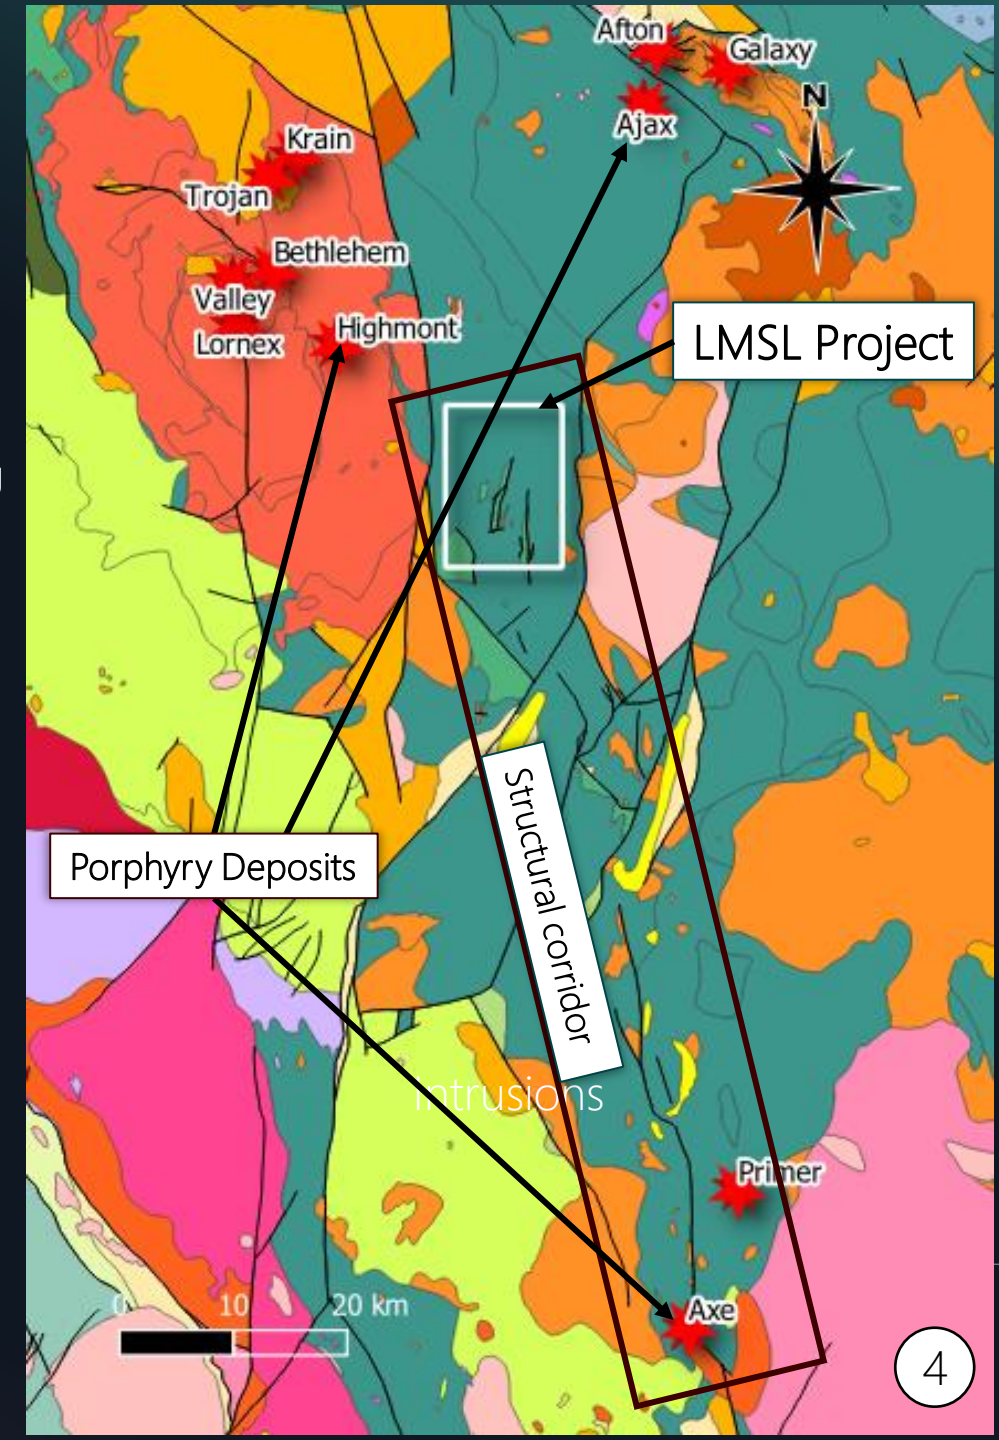 Afton
Galaxy
N
Ajax
Krain
Trojan
Bethlehem
Valley
Lornex
Highmont
LMSL Project
Structural corridor
Porphyry Deposits
intrusions
Primer
Axe
0 10 20 km
4